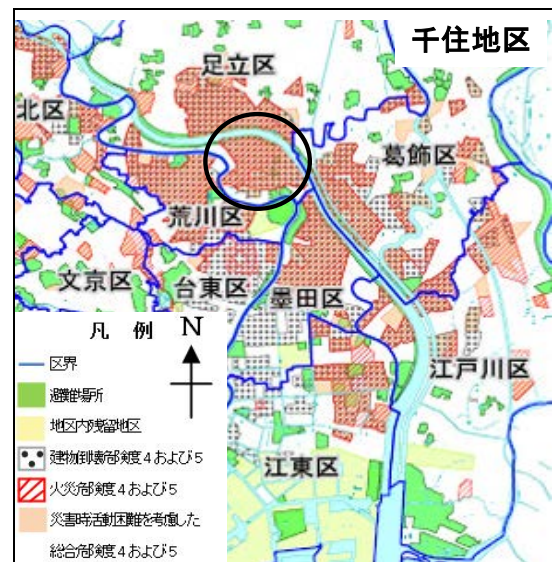 千住地区
足立区
北区
葛飾区
荒川区
文京区
台東区
墨田区
江戸川区
江東区
凡 例
N
区界
避難場所
地区内残留地区
建物倒壊危険度4および5
火災危険度4および5
災害時活動困難を考慮した
総合危険度4および5